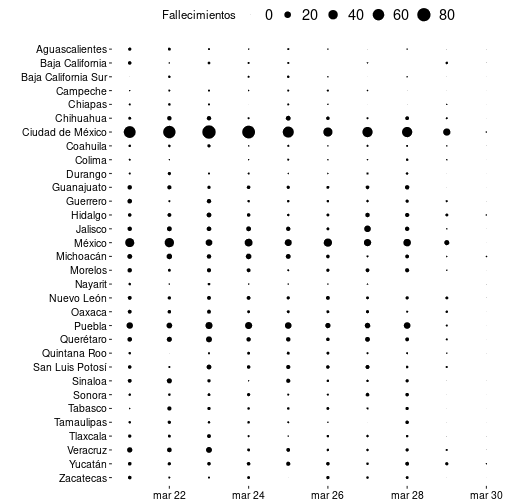 Fallecimientos 0 20 40 60 80
Aguascalientes
Baja California
Baja California Sur
Campeche
Chiapas
Chihuahua
Ciudad de México
Coahuila
Colima
Durango
Guanajuato
Guerrero
Hidalgo
Jalisco
México
Michoacán
Morelos
Nayarit
Nuevo León
Oaxaca
Puebla
Querétaro
Quintana Roo
San Luis Potosí
Sinaloa
Sonora
Tabasco
Tamaulipas
Tlaxcala
Veracruz
Yucatán
Zacatecas
mar 22 mar 24 mar 26 mar 28 mar 30